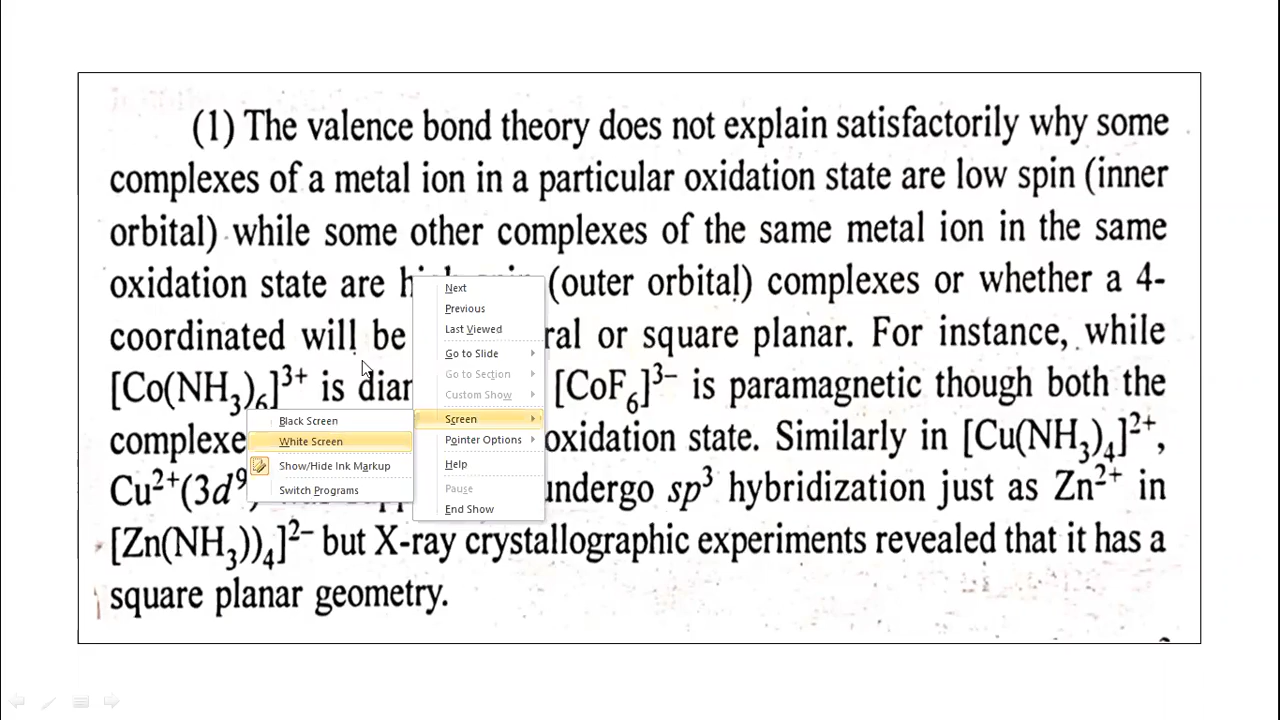 (1) The valence bond theory does not explain satisfactorily why some
complexes of a metal ion in a particular oxidation state are low spin (inner
orbital) while some other complexes of the same metal ion in the same
oxidation state are (outer orbital) complexes or whether a 4-
coordinated will be or square planar. For instance, while
[Co(NH₃)₆]³⁺ is [CoF₆]³⁻ is paramagnetic though both the
oxidation state. Similarly in [Cu(NH₃)₄]²⁺,
Cu²⁺(3d⁹ undergo sp³ hybridization just as Zn²⁺ in
[Zn(NH₃))₄]²⁻ but X-ray crystallographic experiments revealed that it has a
square planar geometry.
Next
Previous
Last Viewed
Go to Slide
Go to Section
Custom Show
Screen
Pointer Options
Help
Pause
End Show
Black Screen
White Screen
Show/Hide Ink Markup
Switch Programs